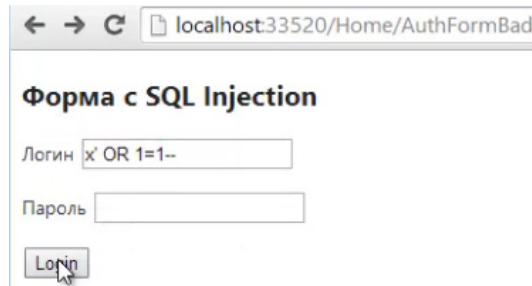 localhost:33520/Home/AuthFormBad
Форма с SQL Injection
Логин x' OR 1=1--
Пароль
Login